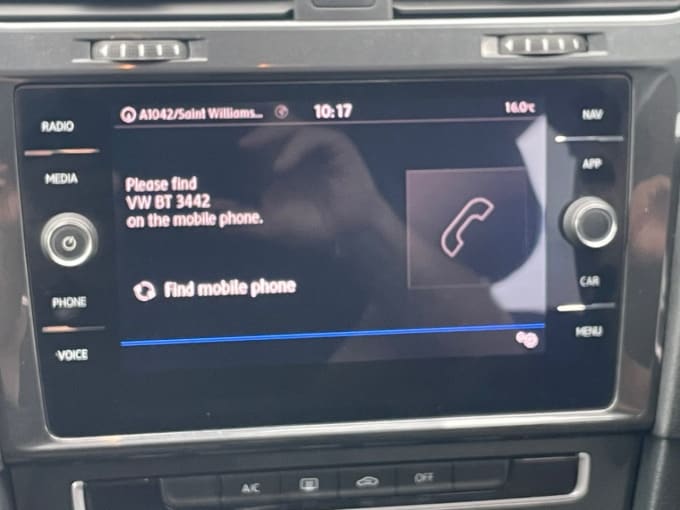 A1042/Saint Williams... 10:17 16.0°C
RADIO
MEDIA
PHONE
VOICE
Please find
VW BT 3442
on the mobile phone.
Find mobile phone
NAV
APP
CAR
MENU
A/C
OFF